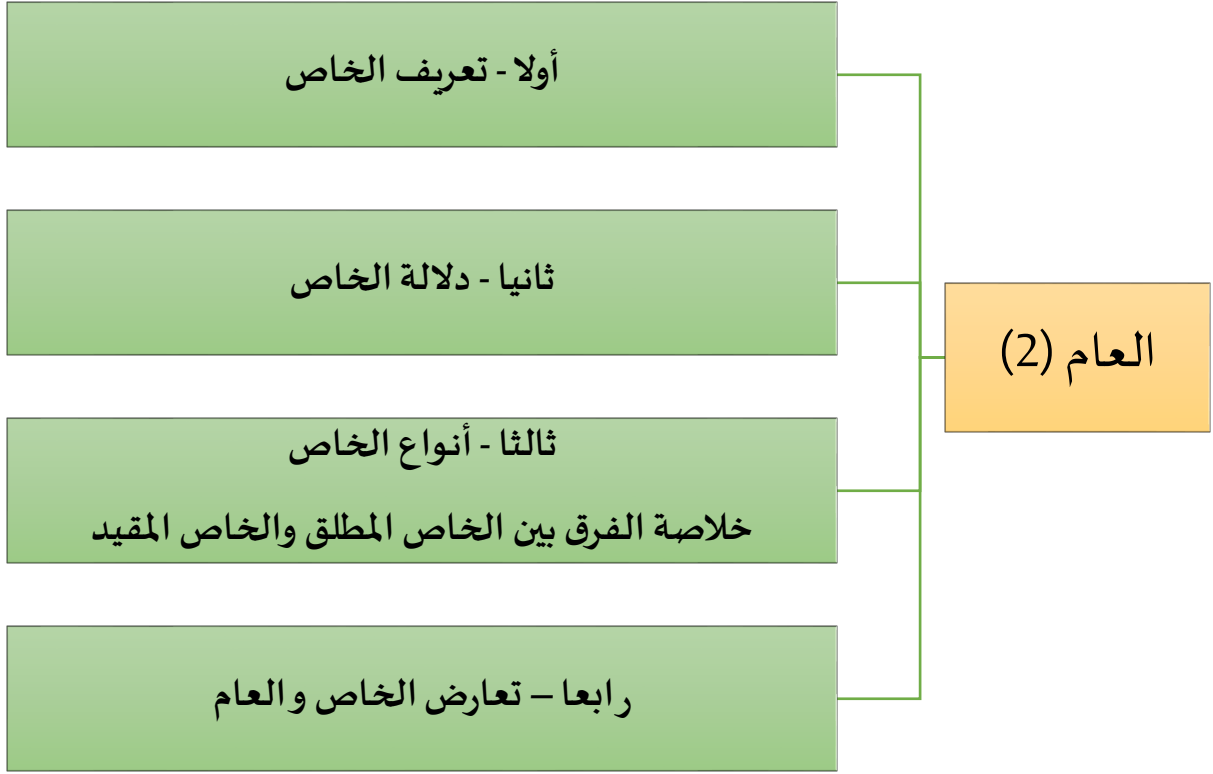 العام (2)
أولا - تعريف الخاص
ثانيا - دلالة الخاص
ثالثا - أنواع الخاص
خلاصة الفرق بين الخاص المطلق والخاص المقيد
رابعا – تعارض الخاص والعام